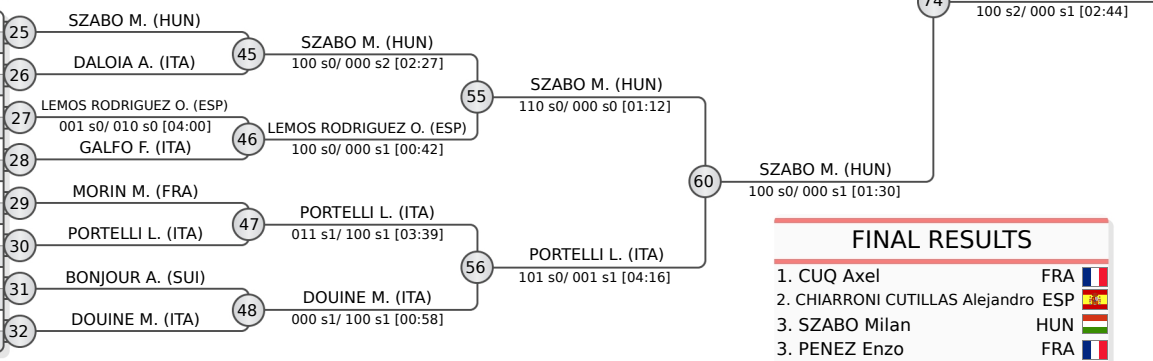 74
100 s2/ 000 s1 [02:44]
25
SZABO M. (HUN)
26
DALOIA A. (ITA)
45
SZABO M. (HUN)
100 s0/ 000 s2 [02:27]
27
LEMOS RODRIGUEZ O. (ESP)
001 s0/ 010 s0 [04:00]
28
GALFO F. (ITA)
46
LEMOS RODRIGUEZ O. (ESP)
100 s0/ 000 s1 [00:42]
55
SZABO M. (HUN)
110 s0/ 000 s0 [01:12]
29
MORIN M. (FRA)
30
PORTELLI L. (ITA)
47
PORTELLI L. (ITA)
011 s1/ 100 s1 [03:39]
31
BONJOUR A. (SUI)
32
DOUINE M. (ITA)
48
DOUINE M. (ITA)
000 s1/ 100 s1 [00:58]
56
PORTELLI L. (ITA)
101 s0/ 001 s1 [04:16]
60
SZABO M. (HUN)
100 s0/ 000 s1 [01:30]
FINAL RESULTS
1. CUQ Axel FRA
2. CHIARRONI CUTILLAS Alejandro ESP
3. SZABO Milan HUN
3. PENEZ Enzo FRA